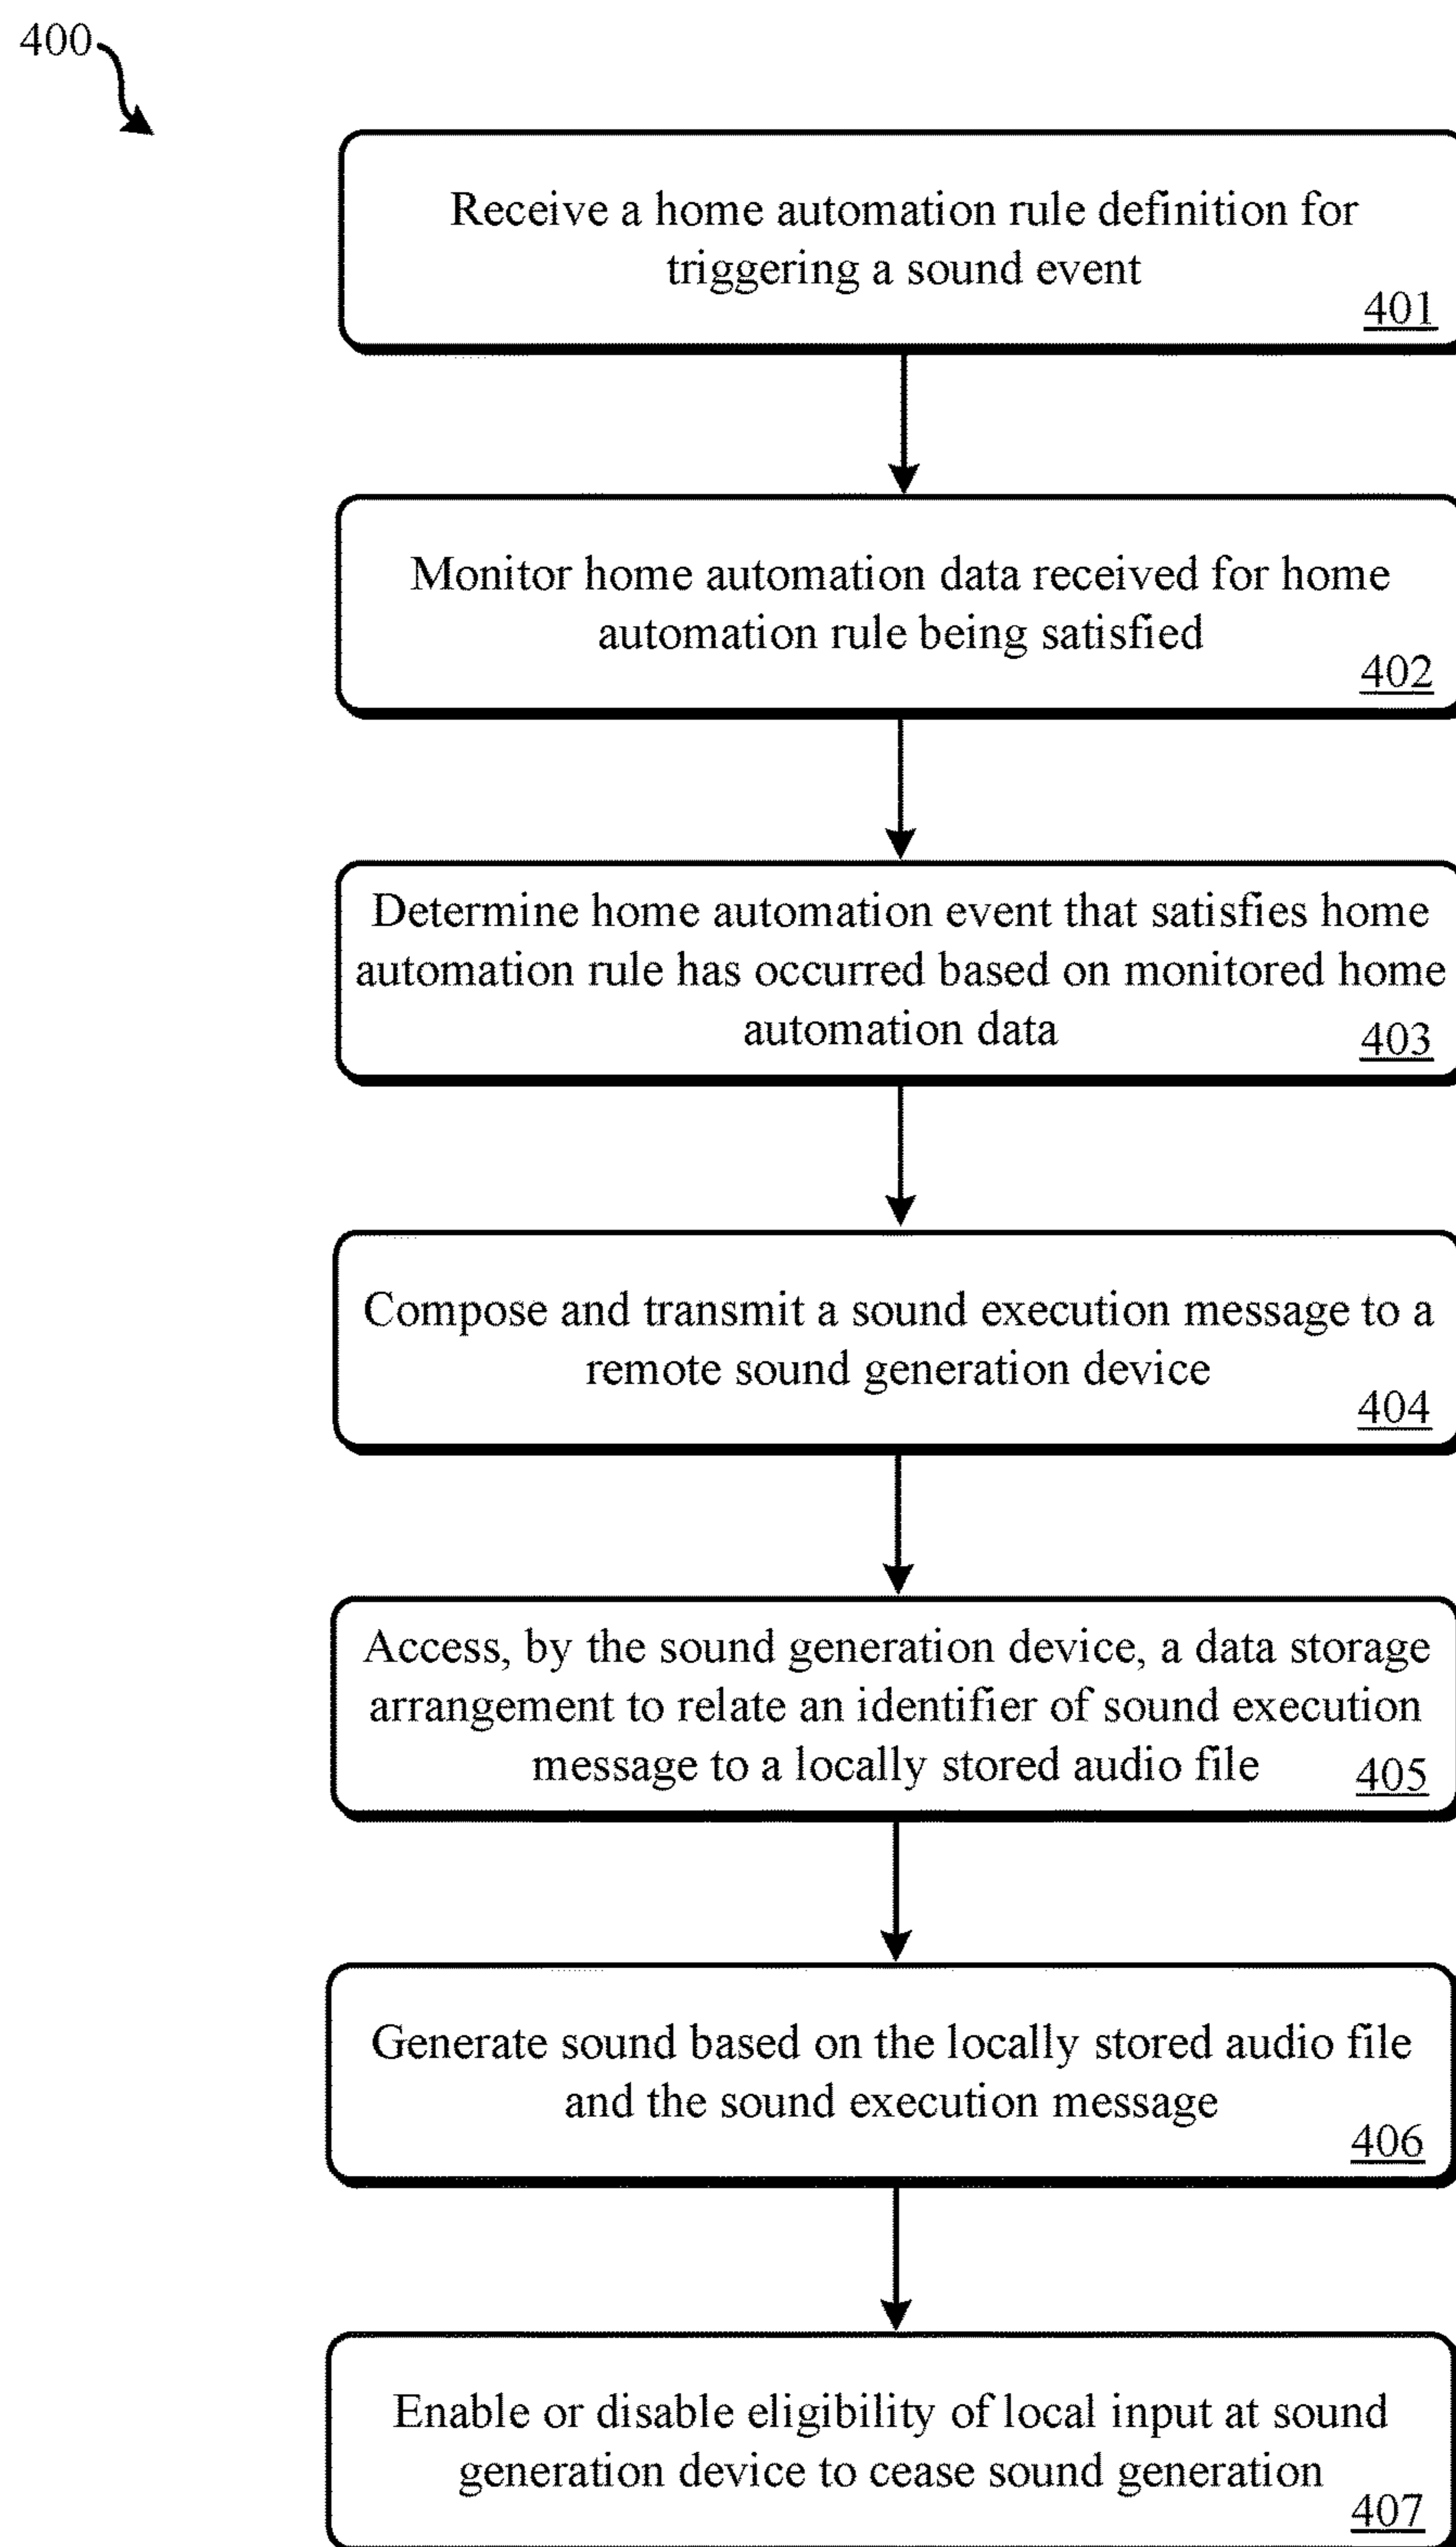 400
Receive a home automation rule definition for
triggering a sound event
401
Monitor home automation data received for home
automation rule being satisfied
402
Determine home automation event that satisfies home
automation rule has occurred based on monitored home
automation data
403
Compose and transmit a sound execution message to a
remote sound generation device
404
Access, by the sound generation device, a data storage
arrangement to relate an identifier of sound execution
message to a locally stored audio file
405
Generate sound based on the locally stored audio file
and the sound execution message
406
Enable or disable eligibility of local input at sound
generation device to cease sound generation
407